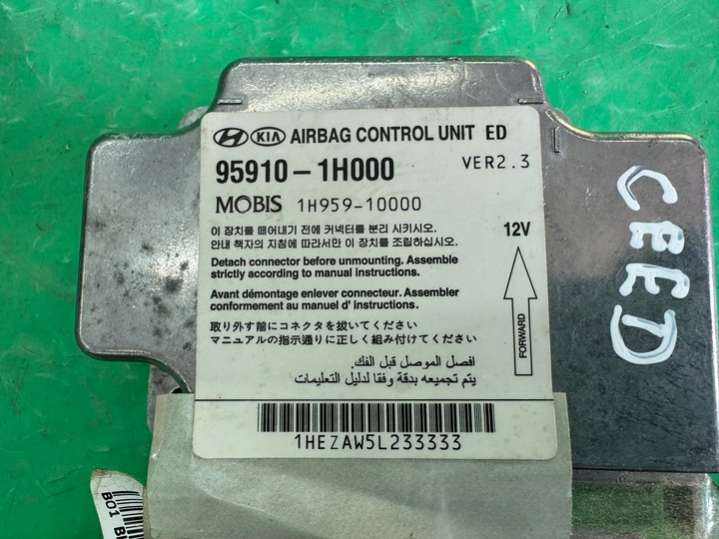 HYUNDAI KIA AIRBAG CONTROL UNIT ED
95910-1H000 VER2.3
MOBIS 1H959-10000
이 장치를 떼어내기 전에 커넥터를 분리 시키시오.
안내 책자의 지침에 따라서만 이 장치를 조립하십시오.
12V
Detach connector before unmounting. Assemble
strictly according to manual instructions.
Avant démontage enlever connecteur. Assembler
conformement au manuel d'instructions.
取り外す前にコネクタを抜いてください
マニュアルの指示通りに正しく組み付けてください
FORWARD
افصل الموصل قبل الفك.
يتم تجميعه بدقة وفقا لدليل التعليمات
1HEZAW5L233333
CEED
B01